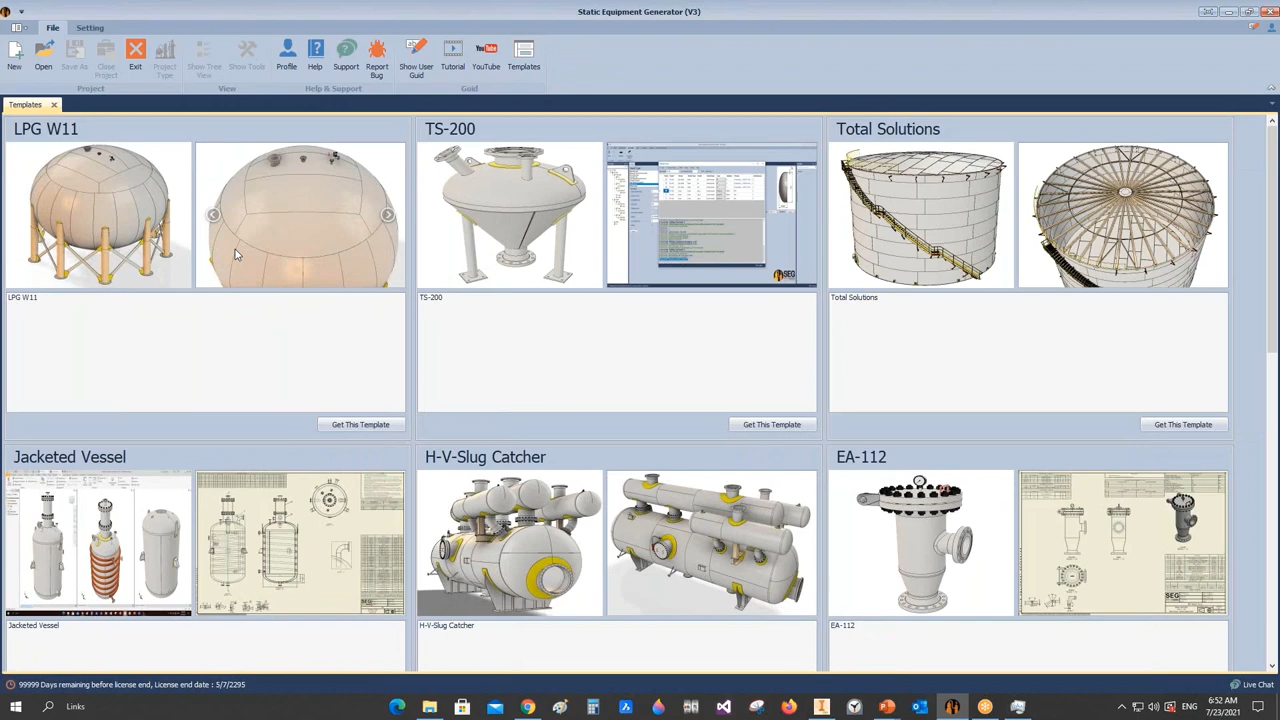 Static Equipment Generator (V3)
File
Setting
New
Open
Save As
Close Project
Exit
Project Type
Show Tree View
Show Tools
Profile
Help
Support
Report Bug
Show User Guid
Tutorial
YouTube
Templates
Project
View
Help & Support
Guid
Templates
LPG W11
TS-200
Total Solutions
LPG W11
TS-200
Total Solutions
Get This Template
Get This Template
Get This Template
Jacketed Vessel
H-V-Slug Catcher
EA-112
Jacketed Vessel
H-V-Slug Catcher
EA-112
99999 Days remaining before license end, License end date : 5/7/2295
Live Chat
Links
6:52 AM
7/23/2021